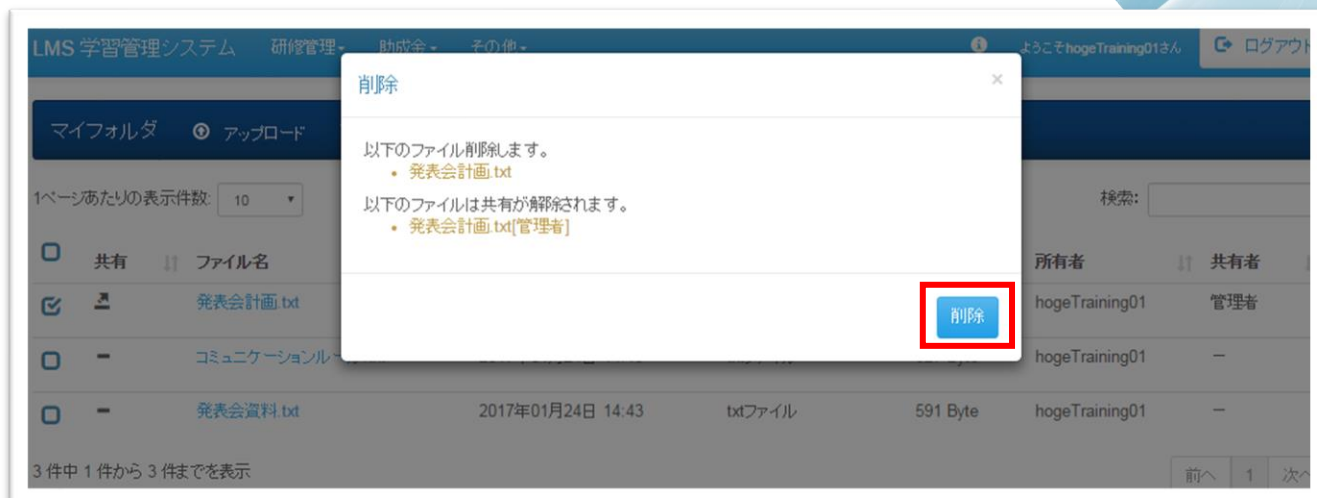 LMS 学習管理システム 研修管理 助成金 その他 ようこそhogeTraining01さん ログアウト
削除 ×
マイフォルダ アップロード
以下のファイル削除します。
• 発表会計画.txt
1ページあたりの表示件数: 10 検索:
以下のファイルは共有が解除されます。
• 発表会計画.txt[管理者]
共有 ファイル名 所有者 共有者
発表会計画.txt hogeTraining01 管理者
削除
コミュニケーションル hogeTraining01 —
発表会資料.txt 2017年01月24日 14:43 txtファイル 591 Byte hogeTraining01 —
3 件中 1 件から 3 件までを表示
前へ 1 次へ